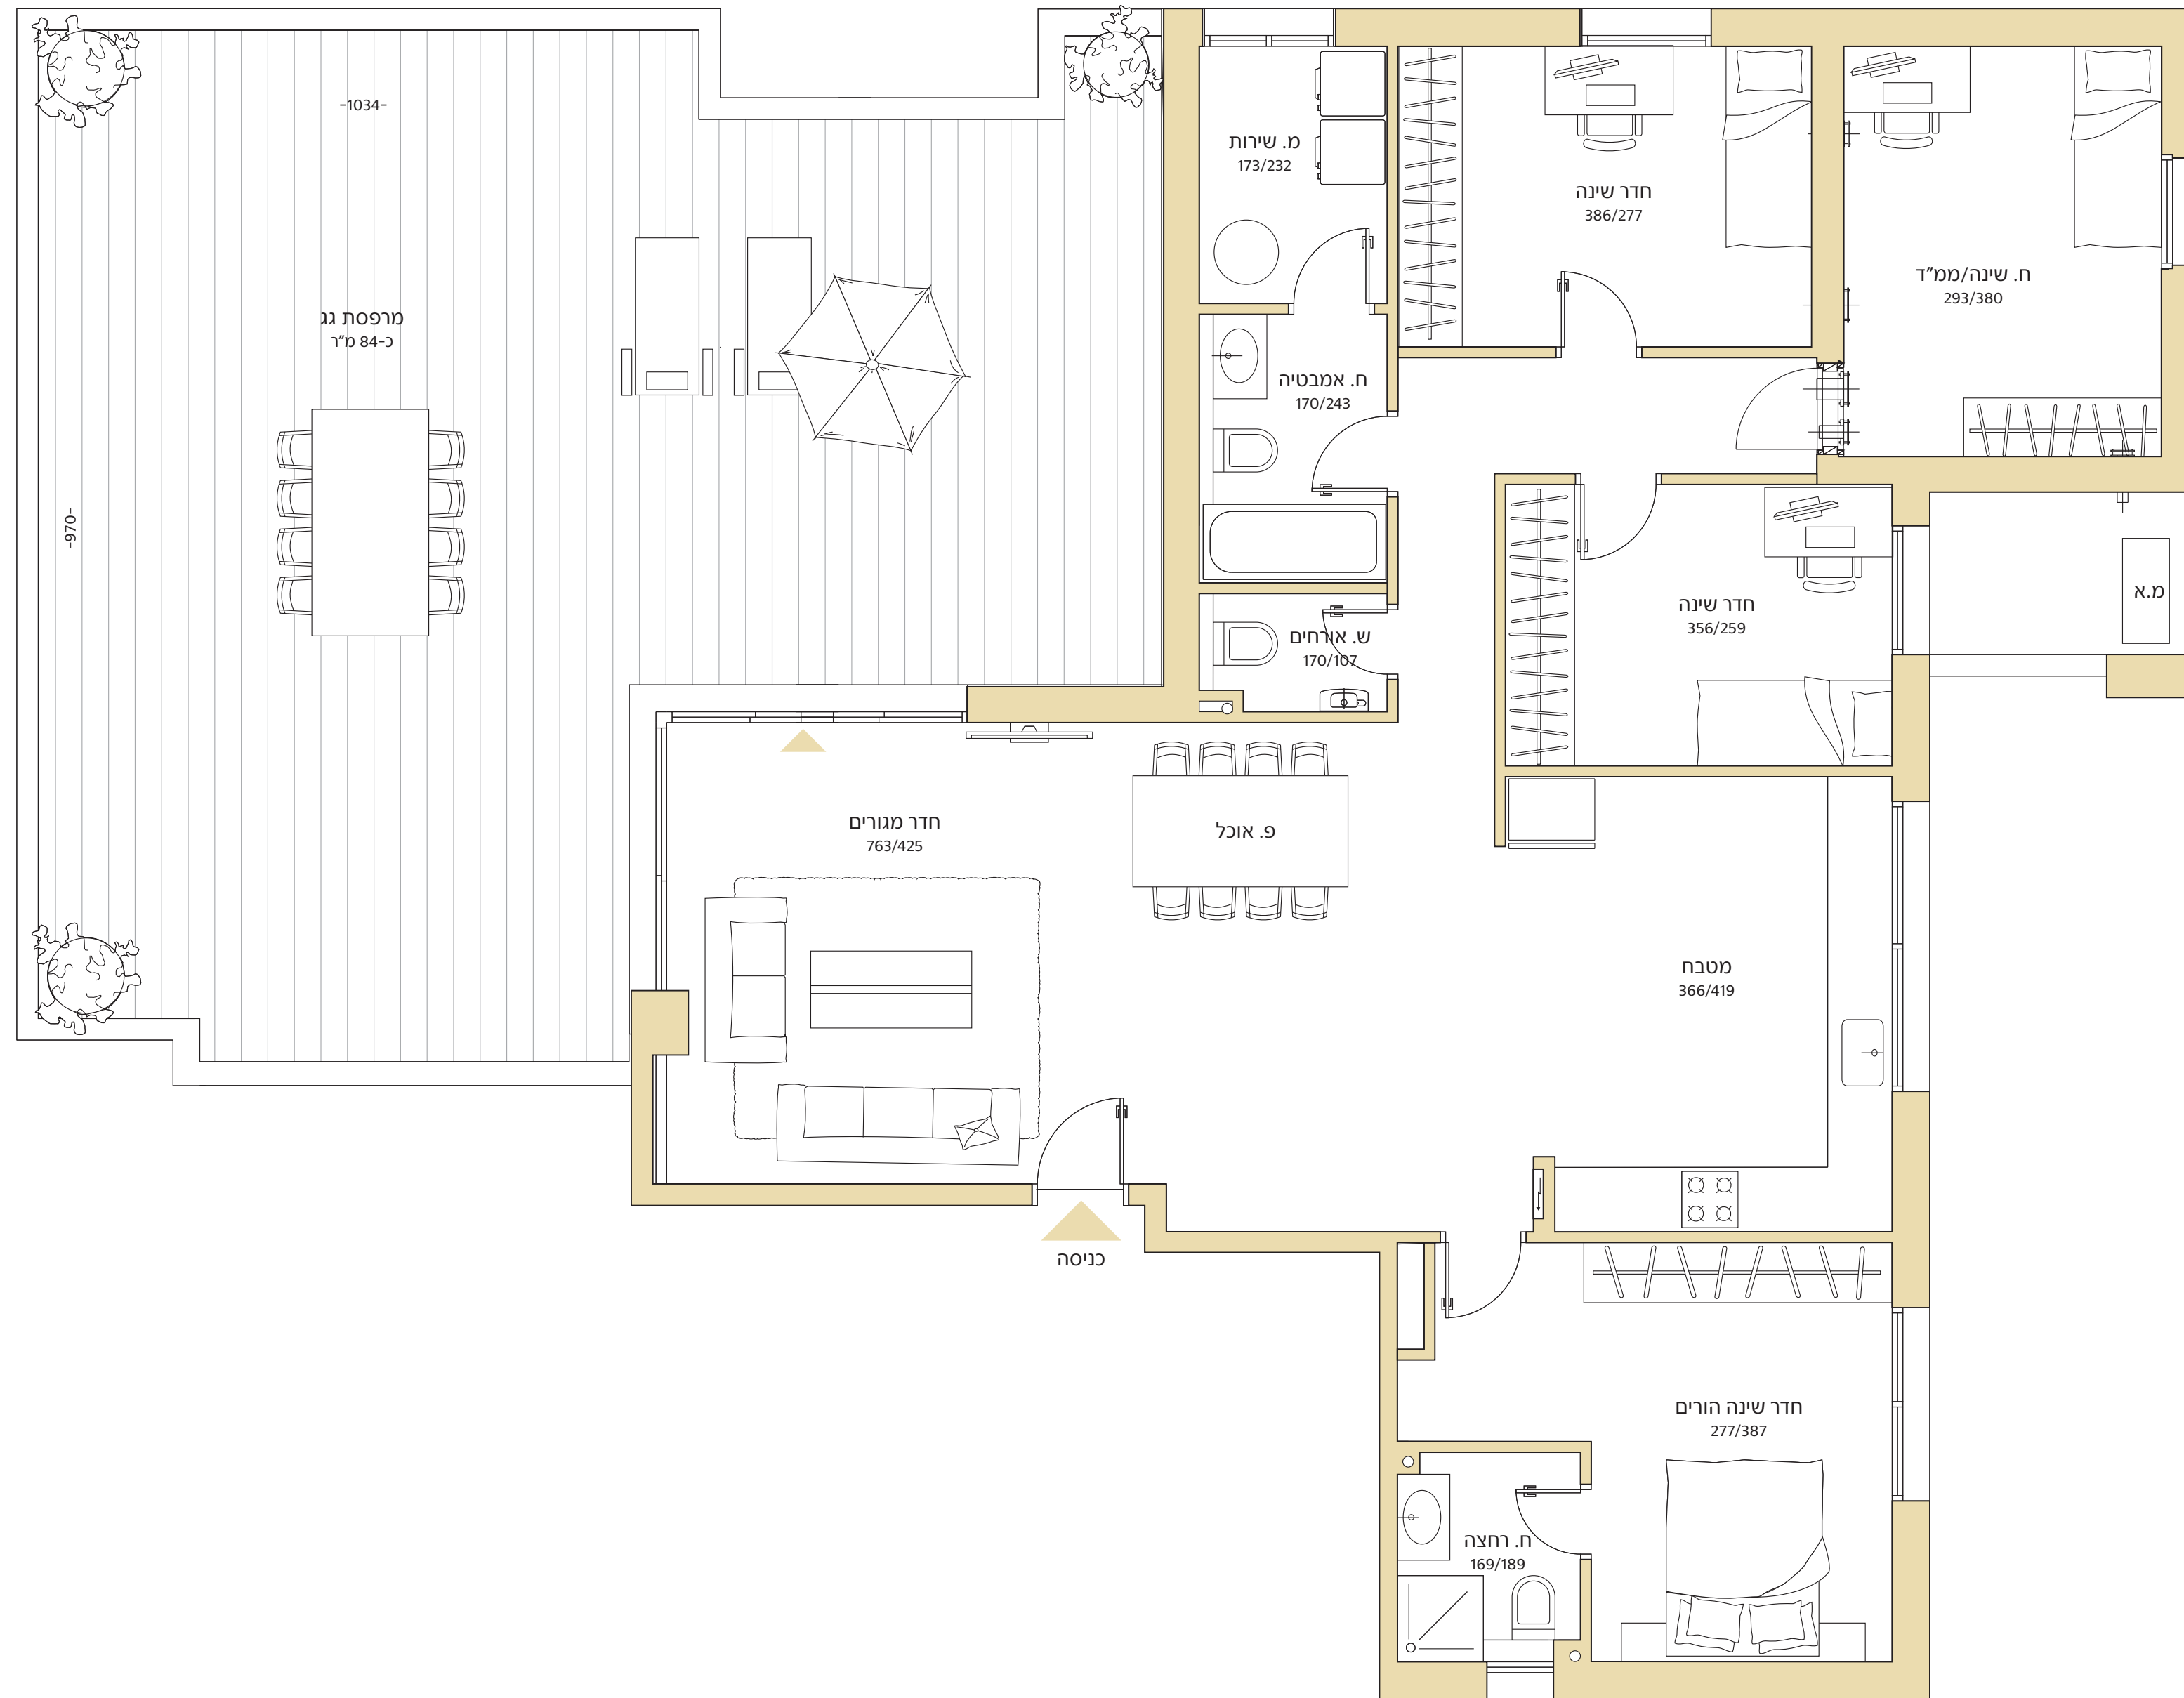 -1034-
מ. שירות
173/232
חדר שינה
386/277
ח. שינה/ממ"ד
293/380
מרפסת גג
כ-84 מ"ר
ח. אמבטיה
170/243
-970-
מ.א
חדר שינה
356/259
ש. אורחים
170/107
חדר מגורים
763/425
פ. אוכל
מטבח
366/419
כניסה
חדר שינה הורים
277/387
ח. רחצה
169/189